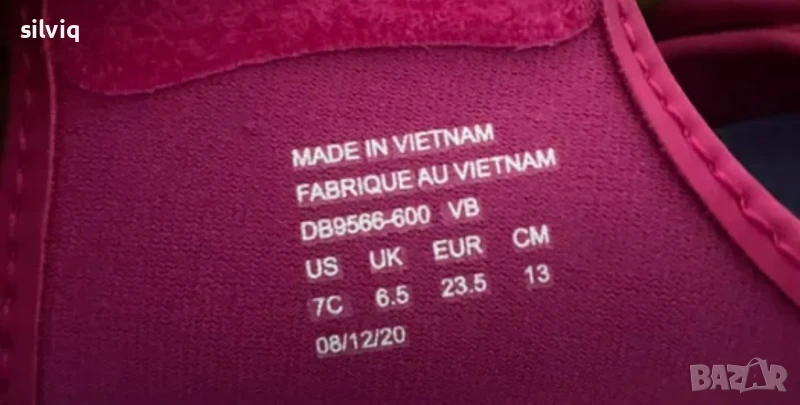 silviq
MADE IN VIETNAM
FABRIQUE AU VIETNAM
DB9566-600 VB
US UK EUR CM
7C 6.5 23.5 13
08/12/20
BAZAR